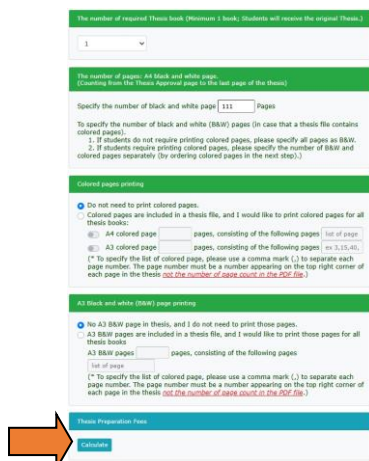 The number of required Thesis book (Minimum 1 book; Students will receive the original Thesis.)
1
The number of pages: A4 black and white page.
(Counting from the Thesis Approval page to the last page of the thesis)
Specify the number of black and white page 111 Pages
To specify the number of black and white (B&W) pages (in case that a thesis file contains
colored pages).
1. If students do not require printing colored pages, please specify all pages as B&W.
2. If students require printing colored pages, please specify the number of B&W and
colored pages separately (by ordering colored pages in the next step).)
Colored pages printing
Do not need to print colored pages.
Colored pages are included in a thesis file, and I would like to print colored pages for all
thesis books:
A4 colored page pages, consisting of the following pages list of page
A3 colored page pages, consisting of the following pages ex 3,15,40,
(* To specify the list of colored page, please use a comma mark (,) to separate each
page number. The page number must be a number appearing on the top right corner of
each page in the thesis not the number of page count in the PDF file.)
A3 Black and white (B&W) page printing
No A3 B&W page in thesis, and I do not need to print those pages.
A3 B&W pages are included in a thesis file, and I would like to print those pages for all
thesis books
A3 B&W pages pages, consisting of the following pages
list of page
(* To specify the list of colored page, please use a comma mark (,) to separate each
page number. The page number must be a number appearing on the top right corner of
each page in the thesis not the number of page count in the PDF file.)
Thesis Preparation Fees
Calculate